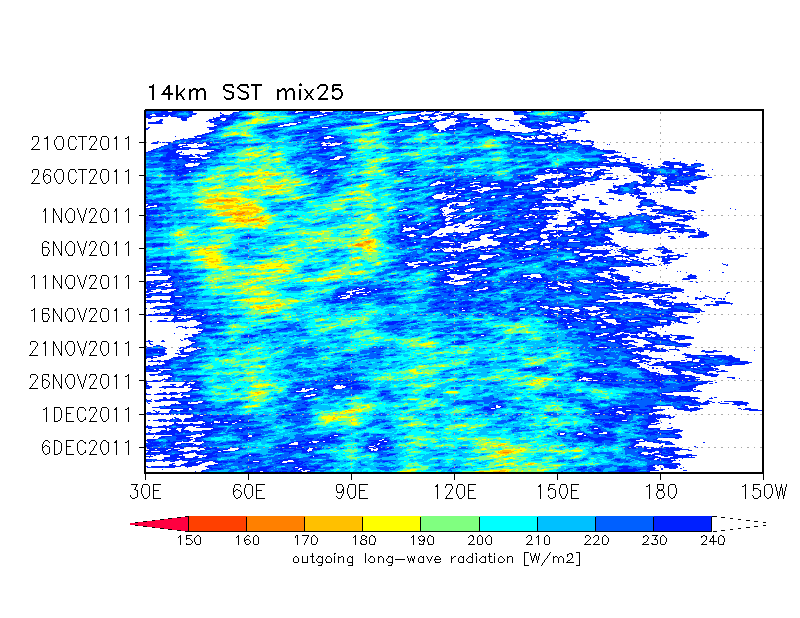 14km SST mix25
21OCT2011
26OCT2011
1NOV2011
6NOV2011
11NOV2011
16NOV2011
21NOV2011
26NOV2011
1DEC2011
6DEC2011
30E 60E 90E 120E 150E 180 150W
150 160 170 180 190 200 210 220 230 240
outgoing long-wave radiation [W/m2]